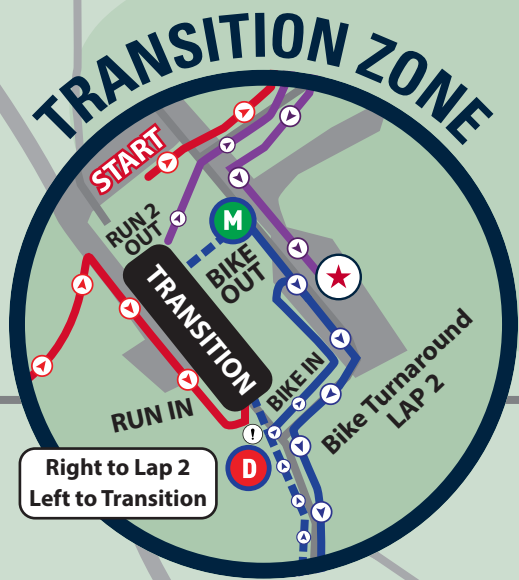 TRANSITION ZONE
START
RUN 2
OUT
M
BIKE
OUT
TRANSITION
BIKE IN
RUN IN
Bike Turnaround
LAP 2
!
D
Right to Lap 2
Left to Transition